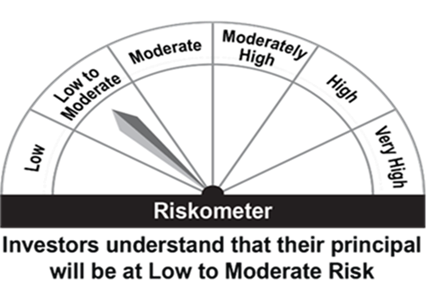 Low
Low to
Moderate
Moderate
Moderately
High
High
Very High
Riskometer
Investors understand that their principal
will be at Low to Moderate Risk